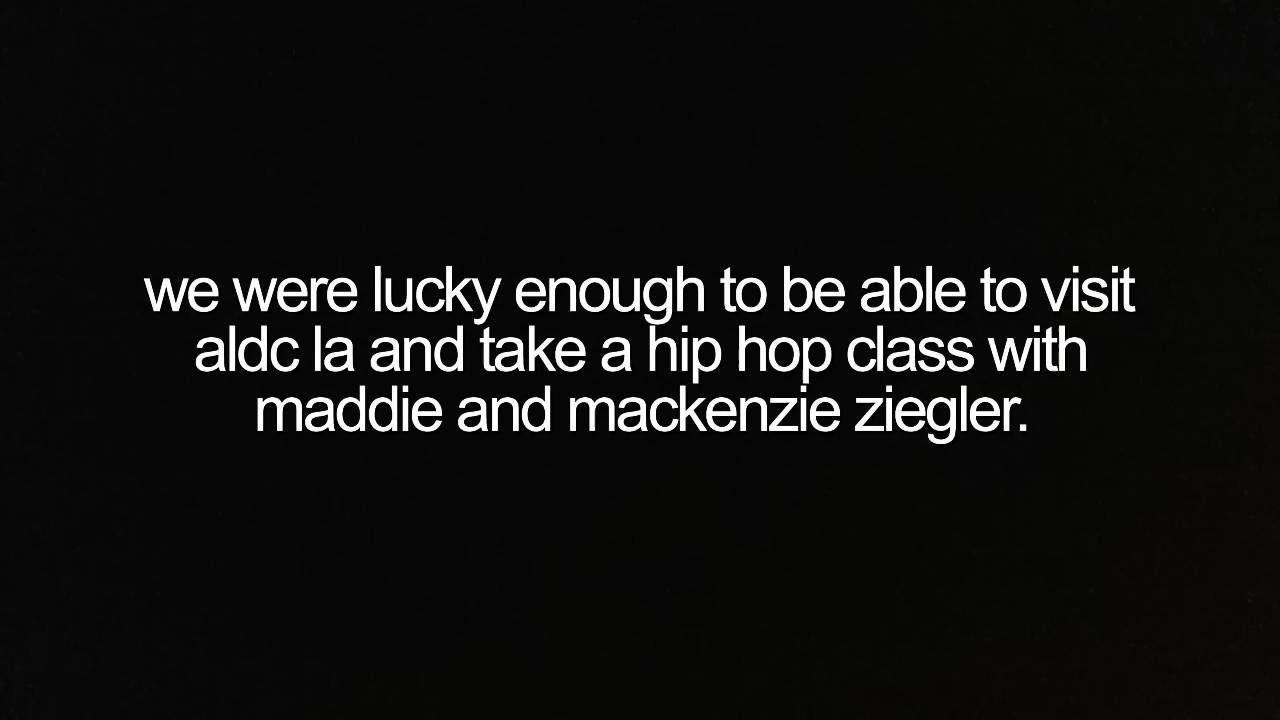 we were lucky enough to be able to visit
aldc la and take a hip hop class with
maddie and mackenzie ziegler.